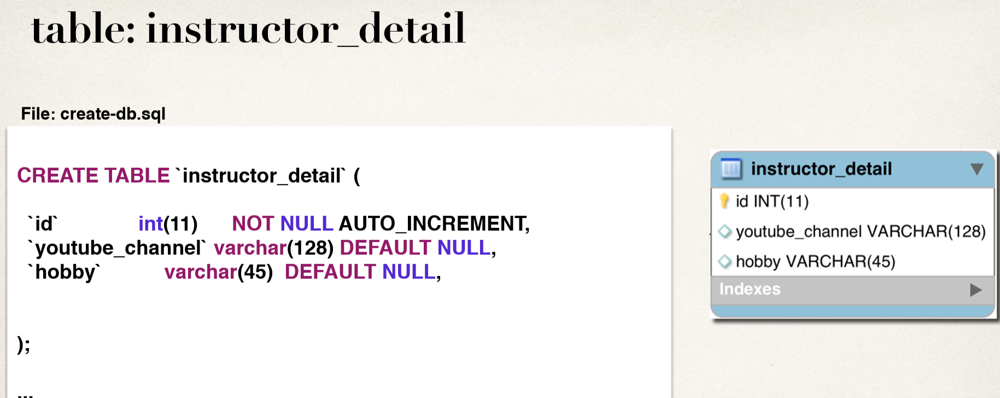 table: instructor_detail
File: create-db.sql
CREATE TABLE `instructor_detail` (
`id` int(11) NOT NULL AUTO_INCREMENT,
`youtube_channel` varchar(128) DEFAULT NULL,
`hobby` varchar(45) DEFAULT NULL,
);
...
instructor_detail
id INT(11)
youtube_channel VARCHAR(128)
hobby VARCHAR(45)
Indexes